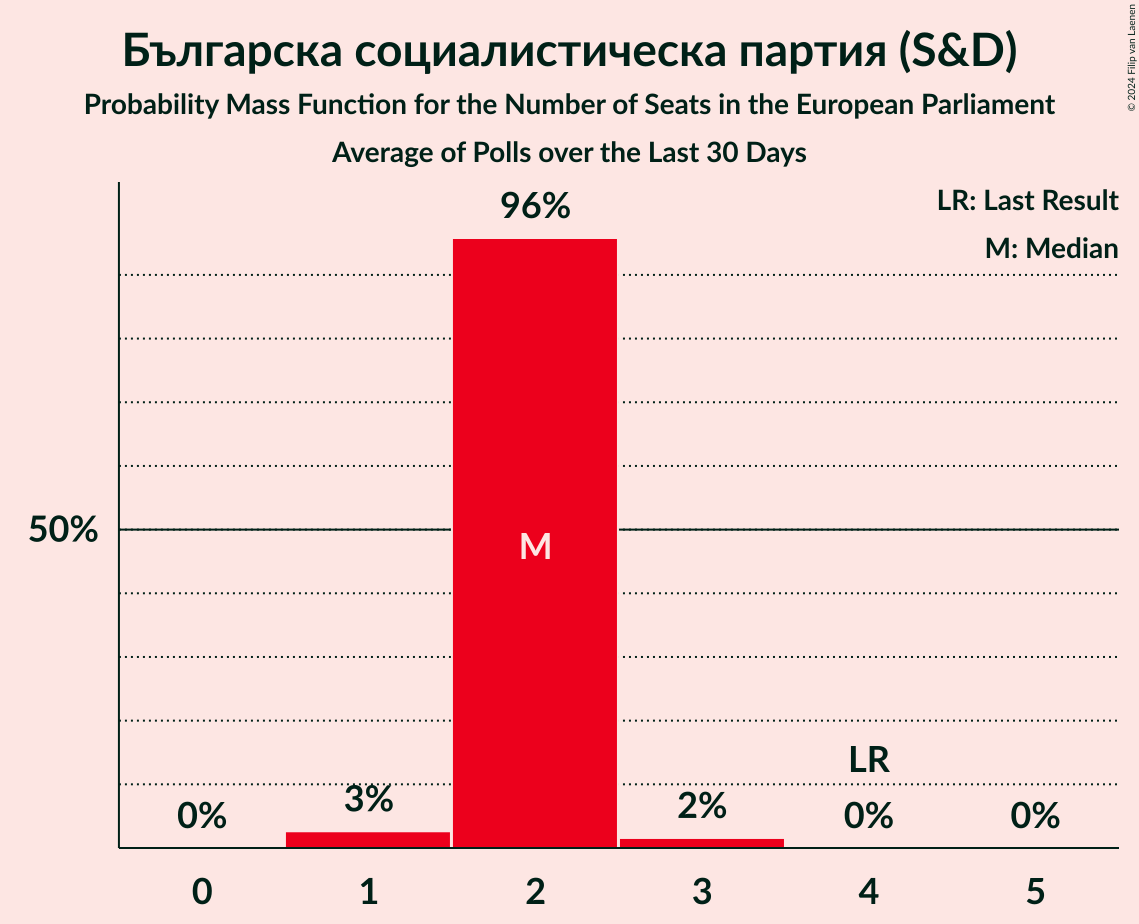 Българска социалистическа партия (S&D)
Probability Mass Function for the Number of Seats in the European Parliament
Average of Polls over the Last 30 Days
© 2024 Filip van Laenen
LR: Last Result
M: Median
96%
50%
M
LR
0%
3%
2%
0%
0%
0 1 2 3 4 5